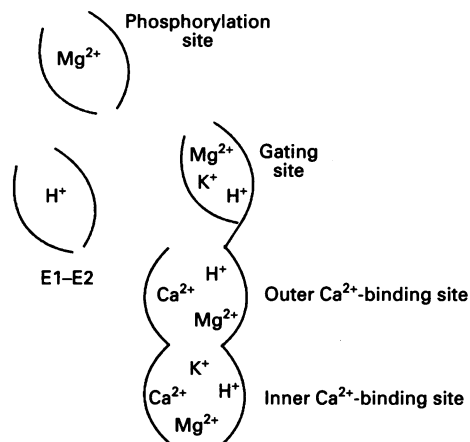 Phosphorylation
site
Mg²⁺
Mg²⁺
K⁺
H⁺
Gating
site
H⁺
E1–E2
H⁺
Ca²⁺
Mg²⁺
Outer Ca²⁺-binding site
K⁺
Ca²⁺
H⁺
Mg²⁺
Inner Ca²⁺-binding site